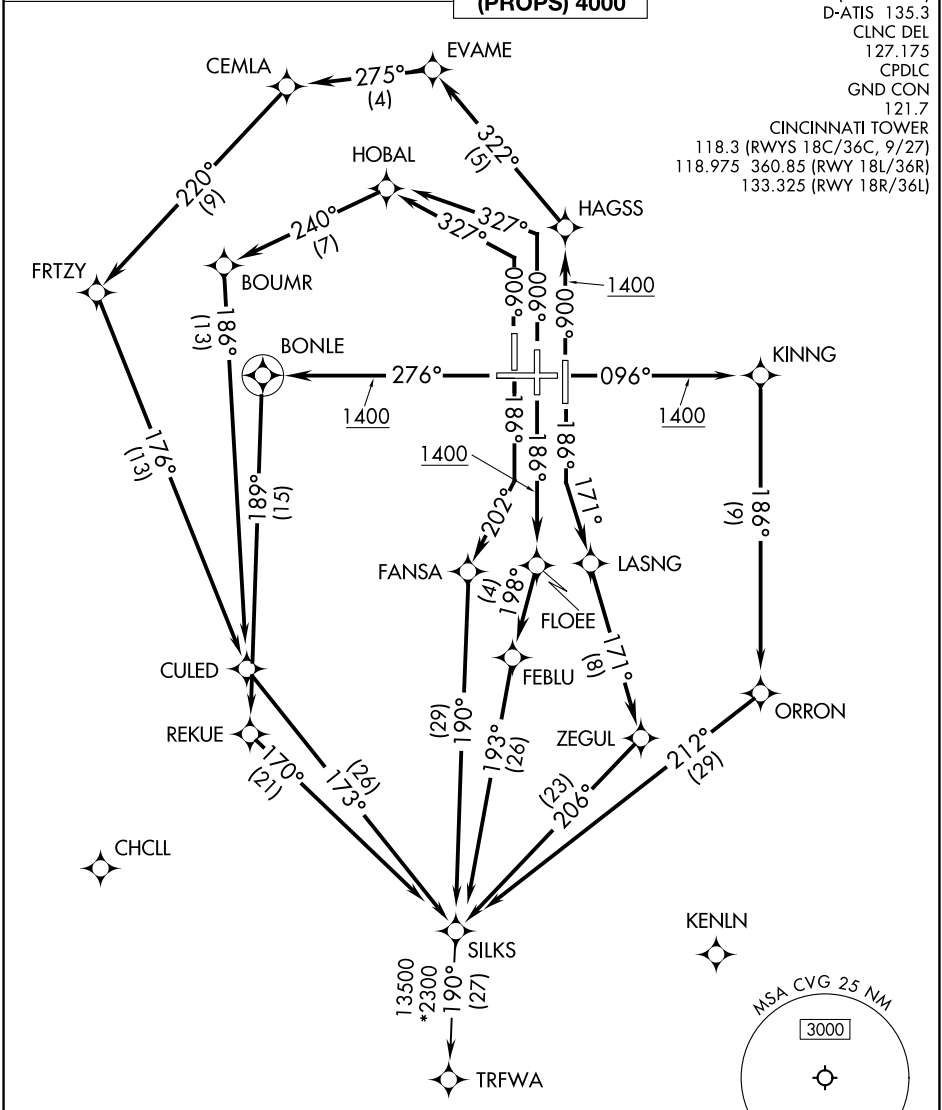 (PROPS) 4000
D-ATIS 135.3
CLNC DEL
127.175
CPDLC
GND CON
121.7
CINCINNATI TOWER
118.3 (RWYS 18C/36C, 9/27)
118.975 360.85 (RWY 18L/36R)
133.325 (RWY 18R/36L)
EVAME
CEMLA
275°
(4)
322°
(5)
HOBAL
220°
(9)
HAGSS
327°
327°
240°
(7)
FRTZY
BOUMR
006°
006°
006°
1400
186°
(13)
BONLE
KINNG
276°
096°
1400
1400
186°
186°
186°
1400
176°
(13)
189°
(15)
171°
186°
(9)
202°
FANSA
(4)
198°
LASNG
FLOEE
171°
(8)
CULED
FEBLU
ORRON
REKUE
(29)
190°
193°
(26)
ZEGUL
212°
(29)
170°
(21)
(26)
173°
(23)
206°
CHCLL
KENLN
SILKS
13500
*2300
190°
(27)
MSA CVG 25 NM
3000
TRFWA